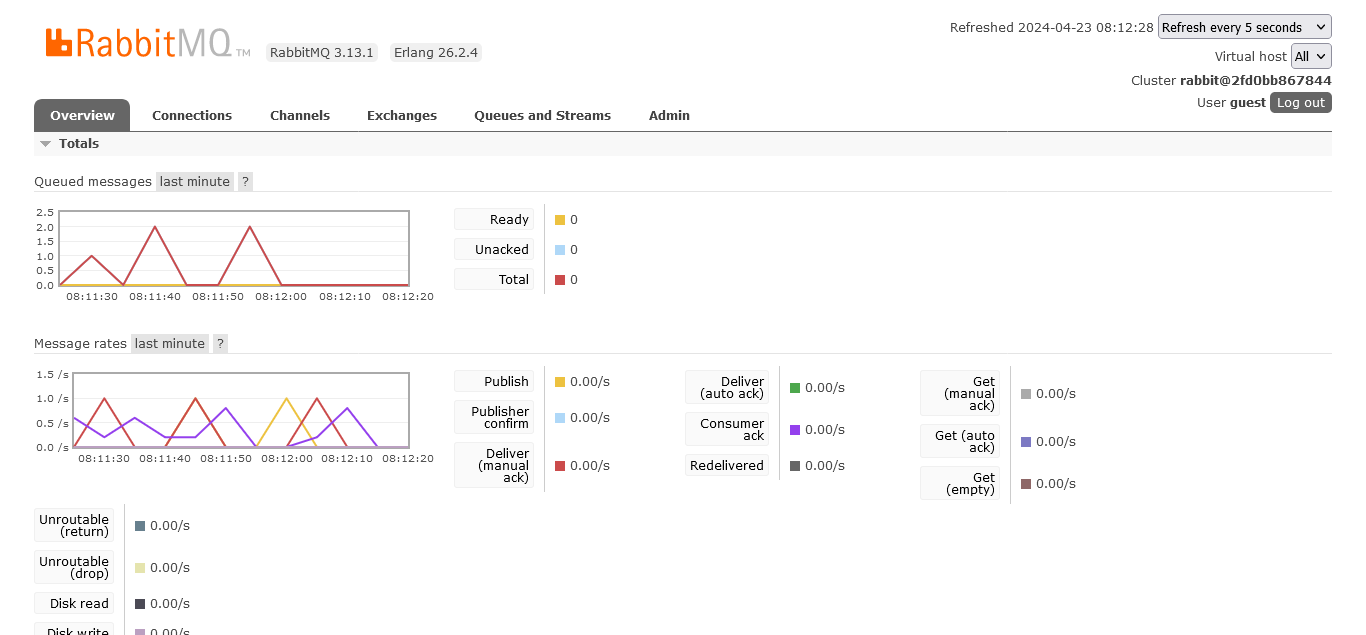 RabbitMQ TM
RabbitMQ 3.13.1 Erlang 26.2.4
Refreshed 2024-04-23 08:12:28 Refresh every 5 seconds
Virtual host All
Cluster rabbit@2fd0bb867844
User guest Log out
Overview Connections Channels Exchanges Queues and Streams Admin
Totals
Queued messages last minute ?
2.5
2.0
1.5
1.0
0.5
0.0
08:11:30 08:11:40 08:11:50 08:12:00 08:12:10 08:12:20
Ready 0
Unacked 0
Total 0
Message rates last minute ?
1.5 /s
1.0 /s
0.5 /s
0.0 /s
08:11:30 08:11:40 08:11:50 08:12:00 08:12:10 08:12:20
Publish 0.00/s
Publisher
confirm 0.00/s
Deliver
(manual
ack) 0.00/s
Deliver
(auto ack) 0.00/s
Consumer
ack 0.00/s
Redelivered 0.00/s
Get
(manual
ack) 0.00/s
Get (auto
ack) 0.00/s
Get
(empty) 0.00/s
Unroutable
(return) 0.00/s
Unroutable
(drop) 0.00/s
Disk read 0.00/s
Disk write 0.00/s